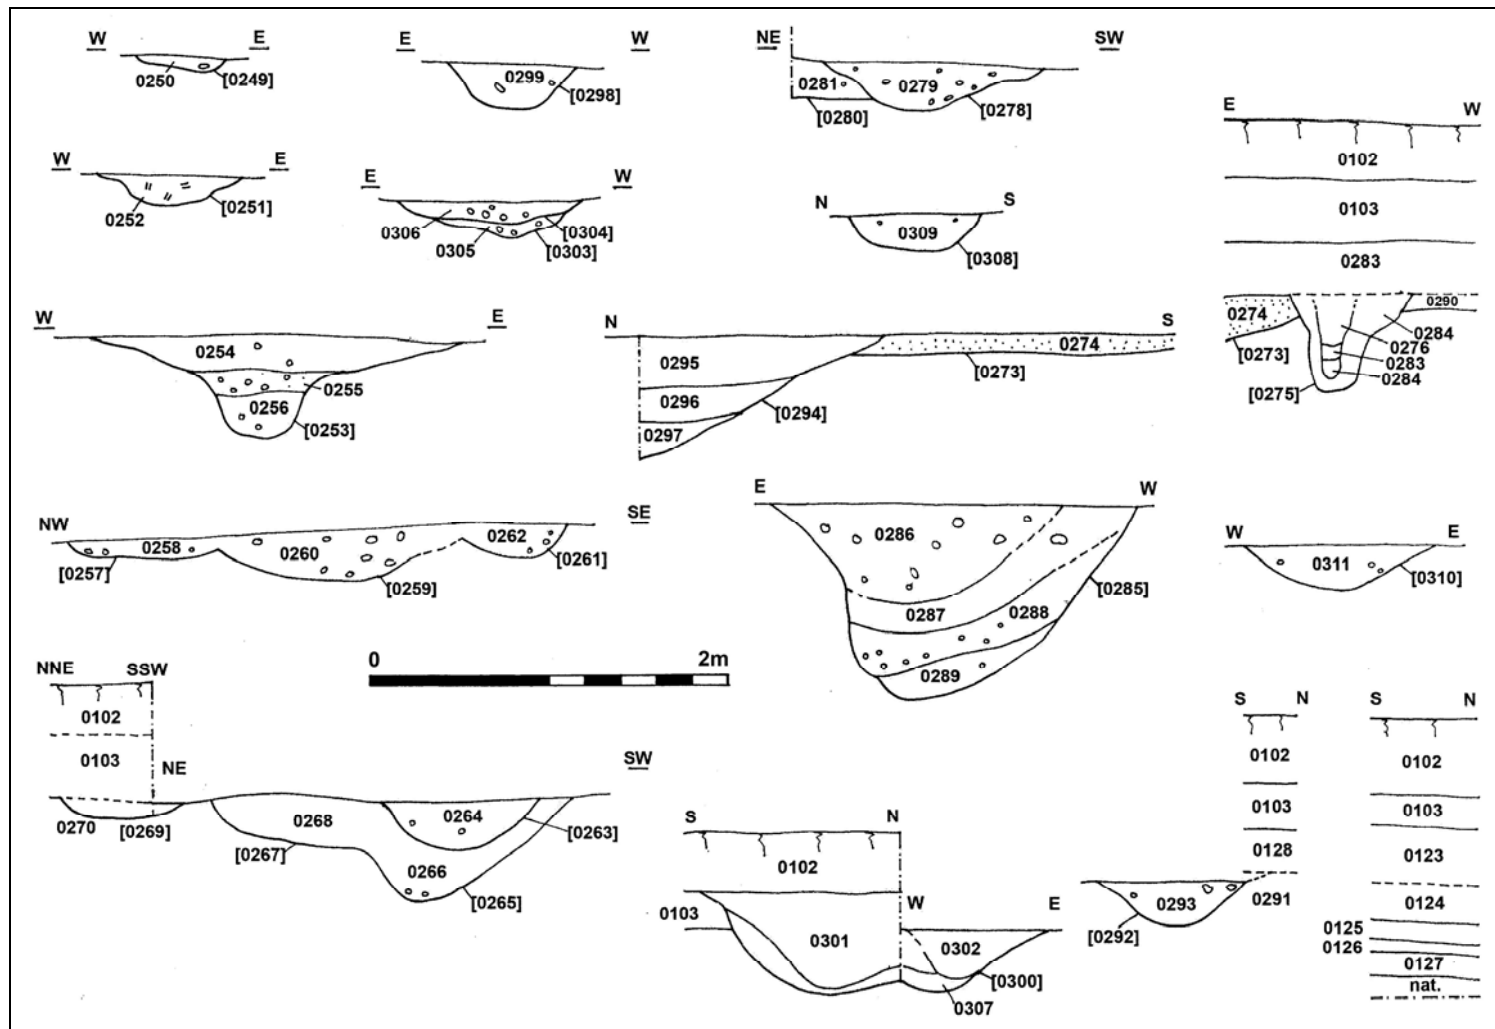 W E
0250 [0249]
E W
0299
[0298]
NE SW
0281 0279
[0280] [0278]
E W
0102
0103
0283
0274 0290
0284
0276
[0273] 0283
0284
[0275]
W E
0252 [0251]
E W
0306 [0304]
0305 [0303]
N S
0309
[0308]
W E
0254
0255
0256
[0253]
N S
0295 0274
[0273]
0296
[0294]
0297
NW SE
0258 0260 0262
[0257] [0261]
[0259]
E W
0286
0287 0288 [0285]
0289
W E
0311
[0310]
0 2m
NNE SSW
0102
0103
NE SW
0270 [0269] 0268 0264
[0263]
[0267] 0266
[0265]
S N
0102
0103 W E
0301 0302
[0300]
0307
S N
0102
0103
0128
0293 0291
[0292]
S N
0102
0103
0123
0124
0125
0126
0127
nat.